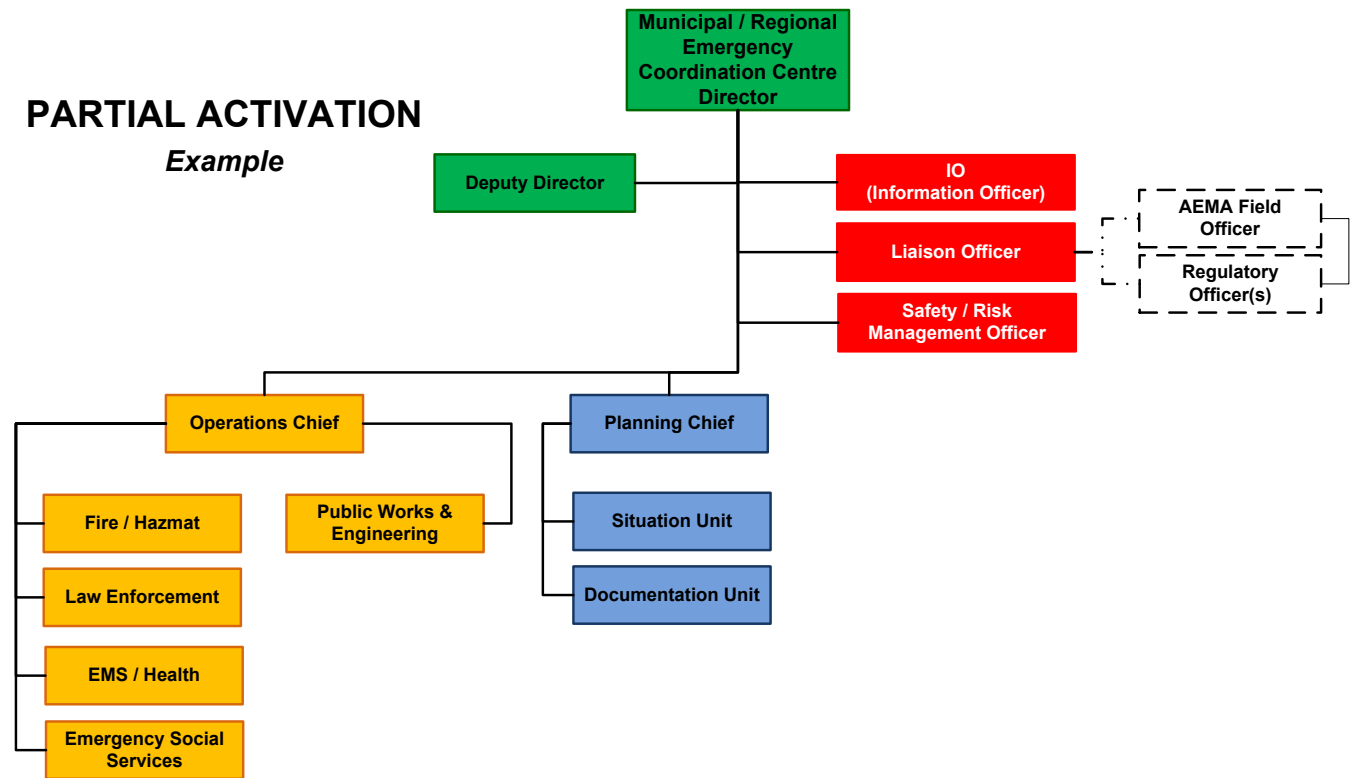 Municipal / Regional
Emergency
Coordination Centre
Director
PARTIAL ACTIVATION
Example
Deputy Director
IO
(Information Officer)
AEMA Field
Officer
Liaison Officer
Regulatory
Officer(s)
Safety / Risk
Management Officer
Operations Chief
Planning Chief
Fire / Hazmat
Public Works &
Engineering
Situation Unit
Law Enforcement
Documentation Unit
EMS / Health
Emergency Social
Services